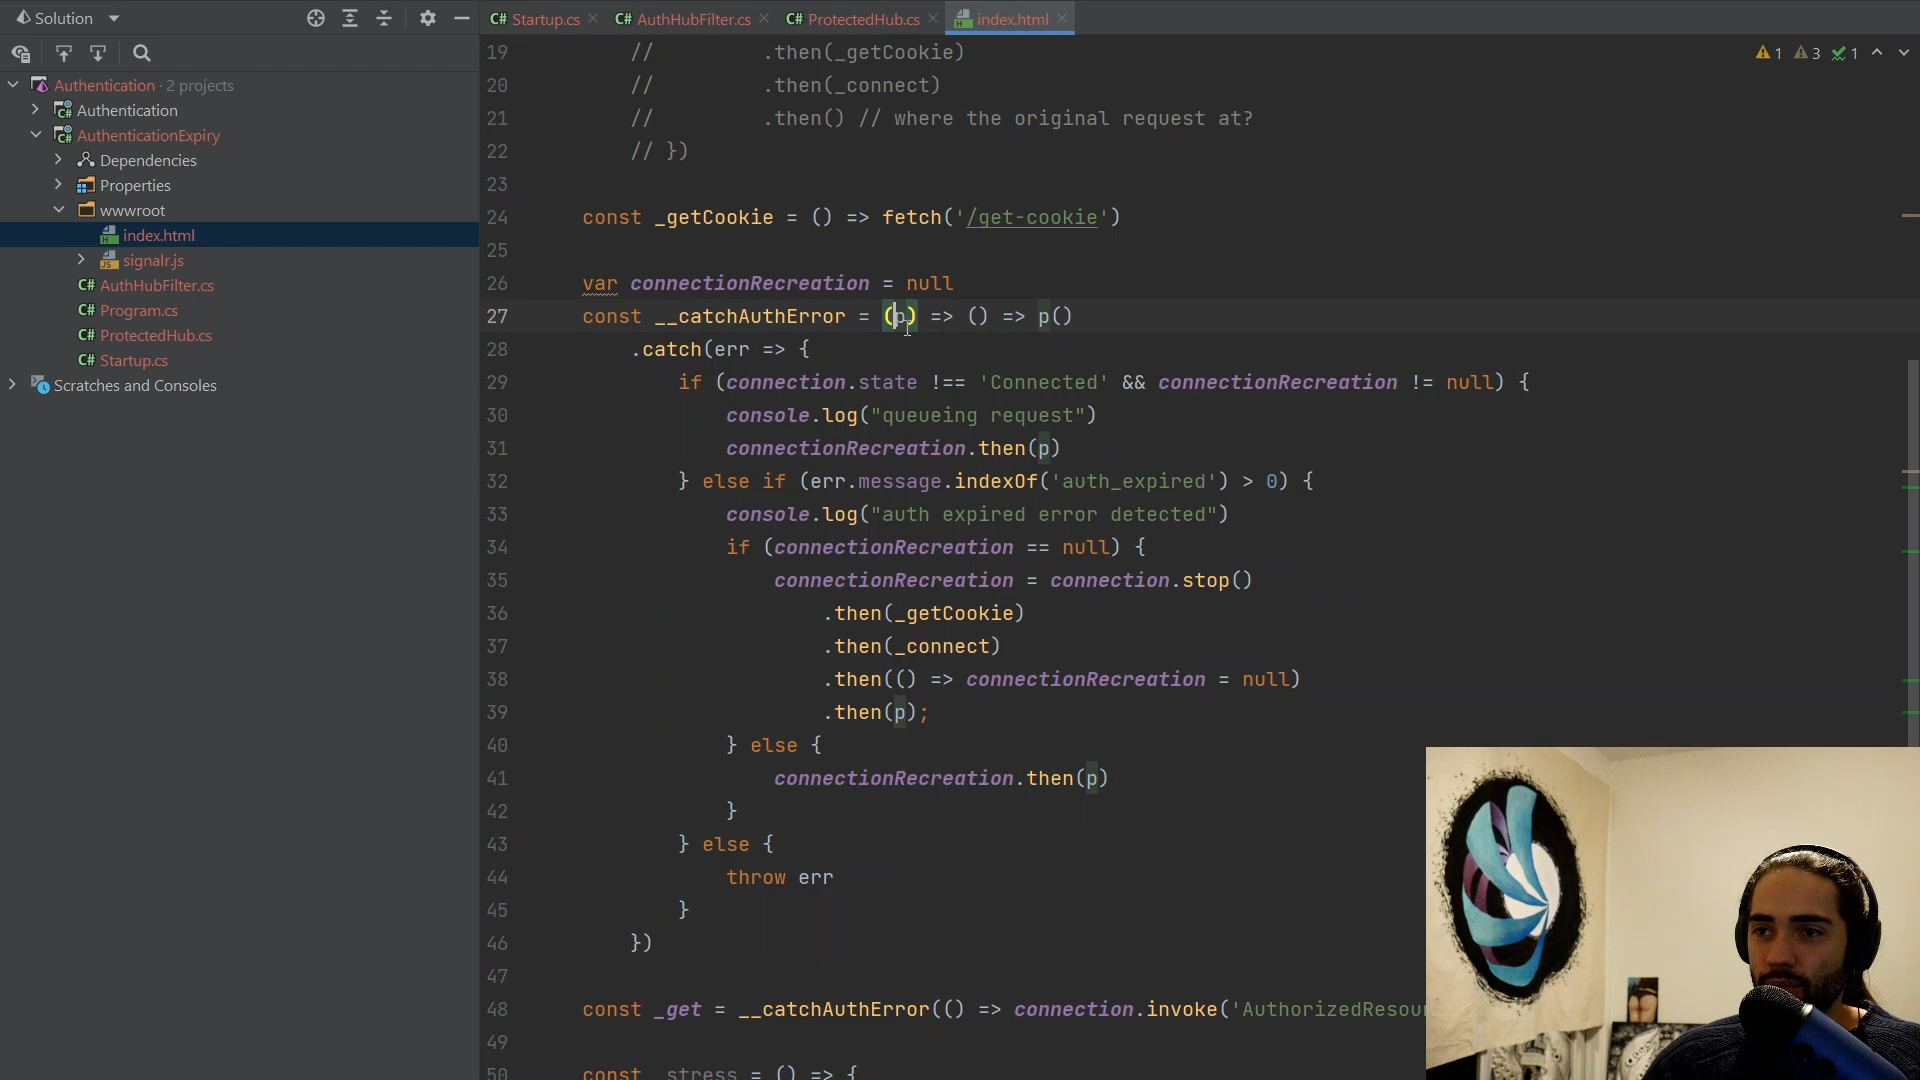 Solution
C# Startup.cs
C# AuthHubFilter.cs
C# ProtectedHub.cs
index.html
Authentication · 2 projects
Authentication
AuthenticationExpiry
Dependencies
Properties
wwwroot
index.html
signalr.js
C# AuthHubFilter.cs
C# Program.cs
C# ProtectedHub.cs
C# Startup.cs
Scratches and Consoles
1 3 1
19 // .then(_getCookie)
20 // .then(_connect)
21 // .then() // where the original request at?
22 // })
23
24 const _getCookie = () => fetch('/get-cookie')
25
26 var connectionRecreation = null
27 const __catchAuthError = (p) => () => p()
28 .catch(err => {
29 if (connection.state !== 'Connected' && connectionRecreation != null) {
30 console.log("queueing request")
31 connectionRecreation.then(p)
32 } else if (err.message.indexOf('auth_expired') > 0) {
33 console.log("auth expired error detected")
34 if (connectionRecreation == null) {
35 connectionRecreation = connection.stop()
36 .then(_getCookie)
37 .then(_connect)
38 .then(() => connectionRecreation = null)
39 .then(p);
40 } else {
41 connectionRecreation.then(p)
42 }
43 } else {
44 throw err
45 }
46 })
47
48 const _get = __catchAuthError(() => connection.invoke('AuthorizedResou
49
50 const _stress = () => {